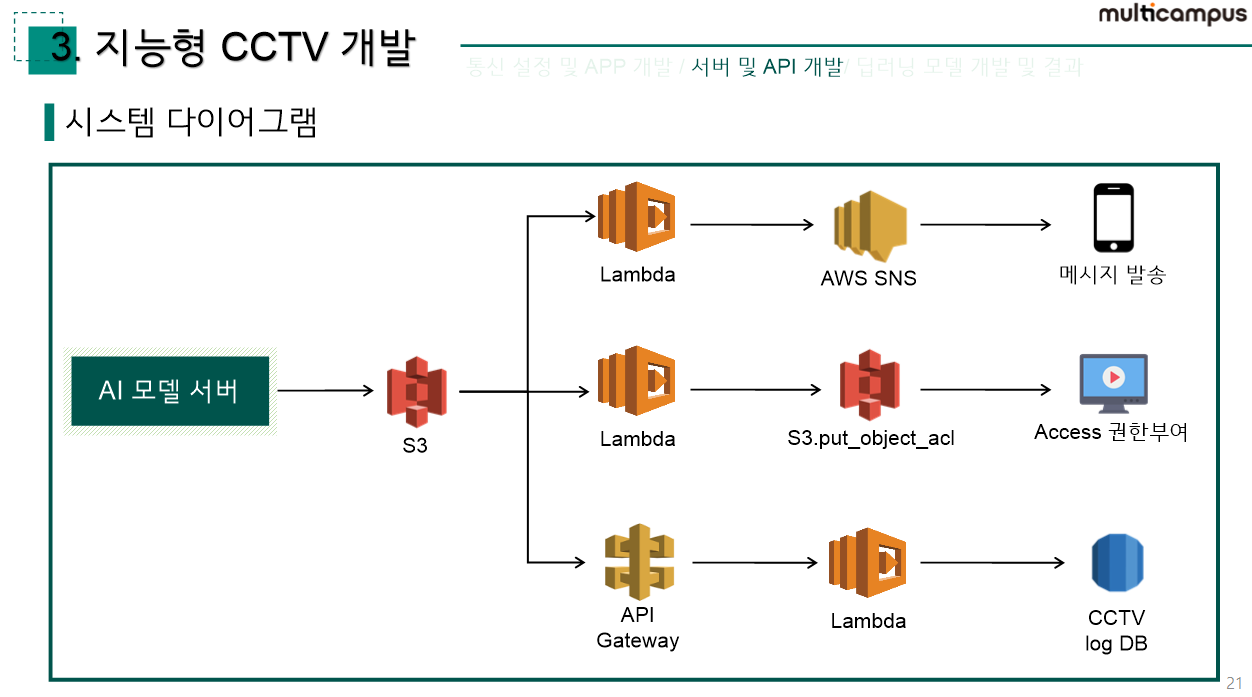 multicampus
3. 지능형 CCTV 개발
통신 설정 및 APP 개발 / 서버 및 API 개발/ 딥러닝 모델 개발 및 결과
시스템 다이어그램
Lambda
AWS SNS
메시지 발송
AI 모델 서버
S3
Lambda
S3.put_object_acl
Access 권한부여
API
Gateway
Lambda
CCTV
log DB
21